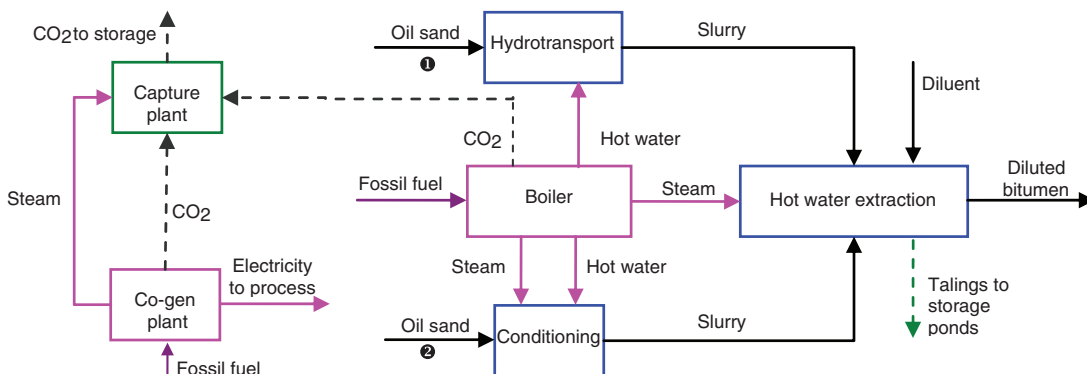 CO2 to storage
Capture
plant
Steam
CO2
Electricity
to process
Co-gen
plant
Fossil fuel
Oil sand
❶
Hydrotransport
Slurry
Diluent
CO2
Hot water
Fossil fuel
Boiler
Steam
Hot water extraction
Diluted
bitumen
Steam
Hot water
Oil sand
❷
Conditioning
Slurry
Talings to
storage
ponds